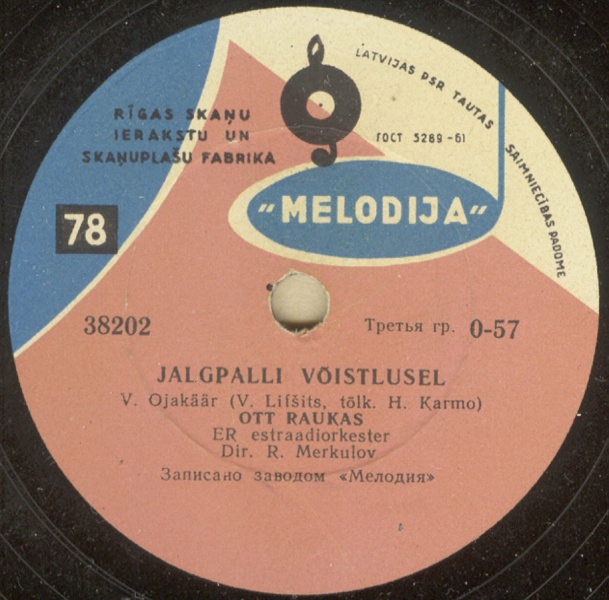 LATVIJAS PSR TAUTAS SAIMNIECĪBAS PADOME
RĪGAS SKAŅU
IERAKSTU UN
SKAŅUPLAŠU FABRIKA
ГОСТ 5289-61
"MELODIJA"
78
38202
Третья гр. 0-57
JALGPALLI VÕISTLUSEL
V. Ojakäär (V. Lifšits, tõlk. H. Karmo)
OTT RAUKAS
ER estraadiorkester
Dir. R. Merkulov
Записано заводом «Мелодия»